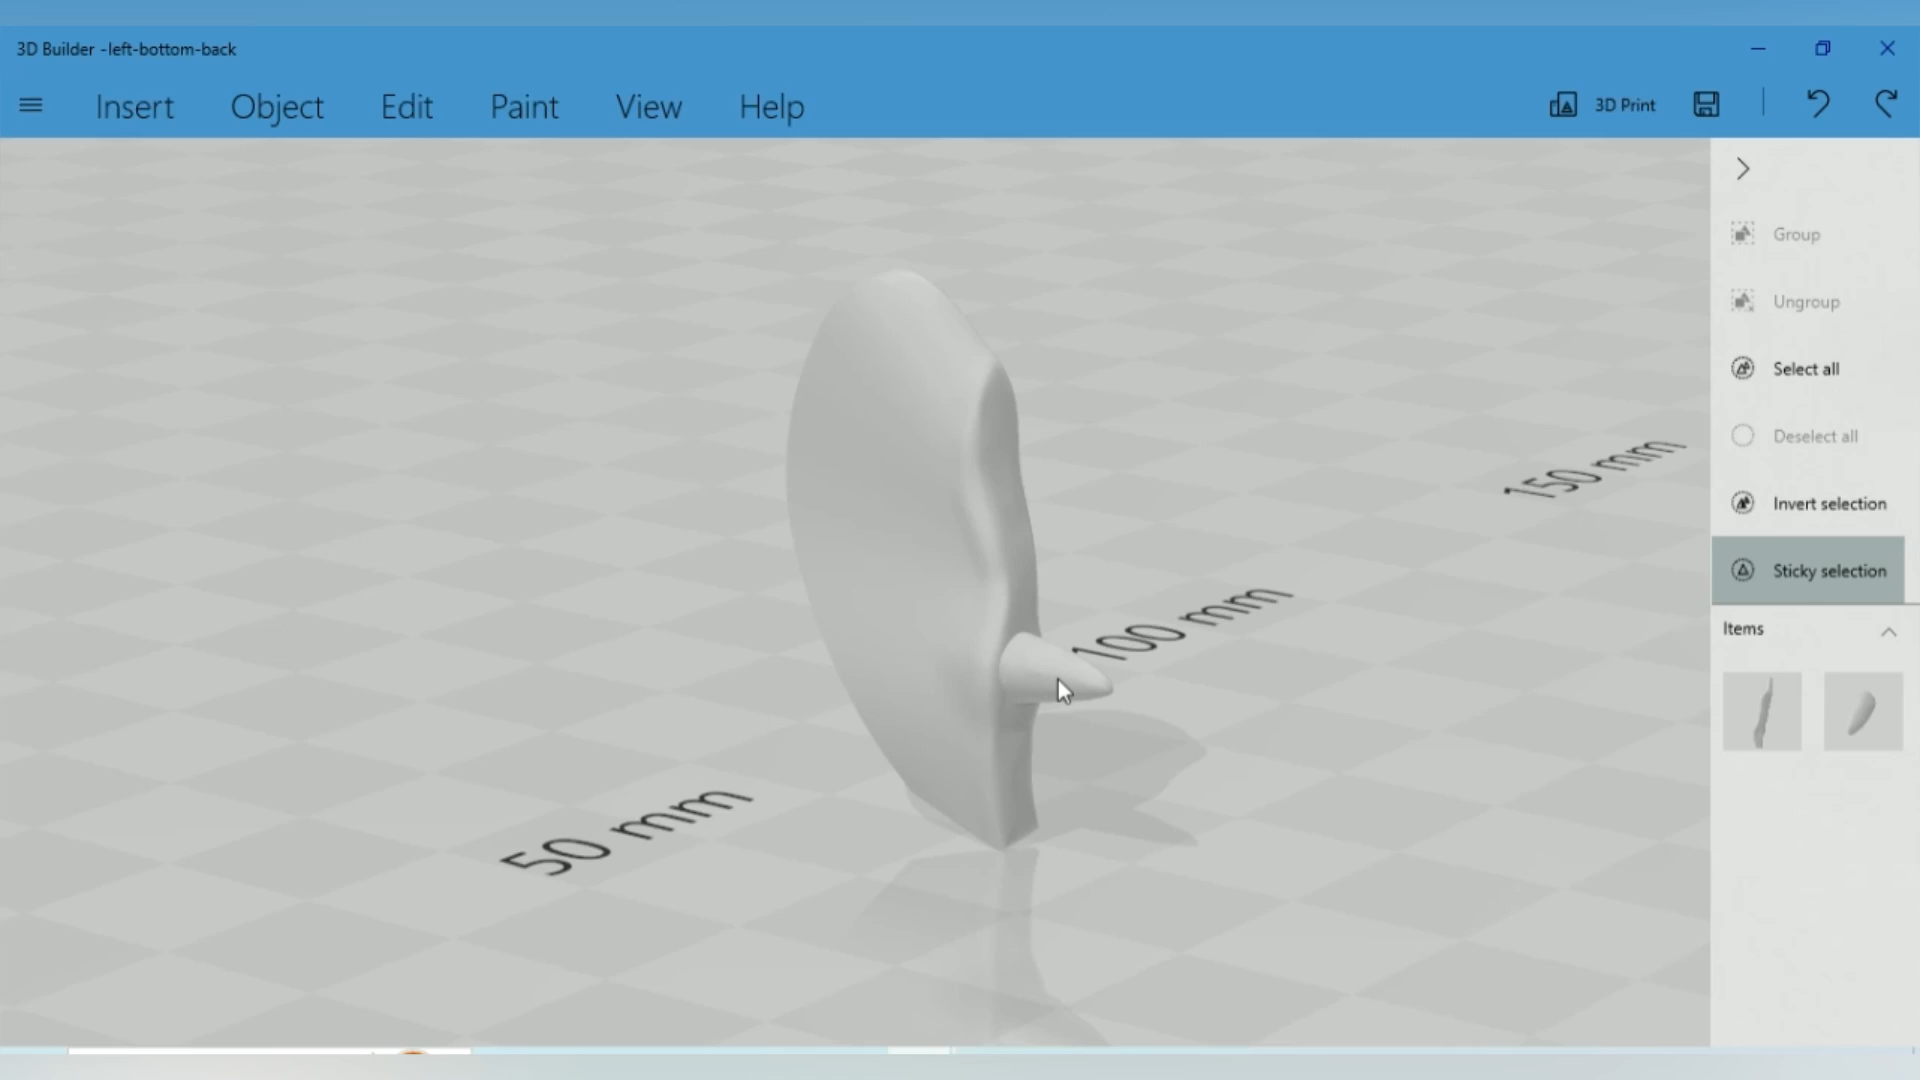 3D Builder -left-bottom-back
Insert Object Edit Paint View Help 3D Print
Group
Ungroup
Select all
Deselect all
Invert selection
Sticky selection
Items
150 mm
100 mm
50 mm